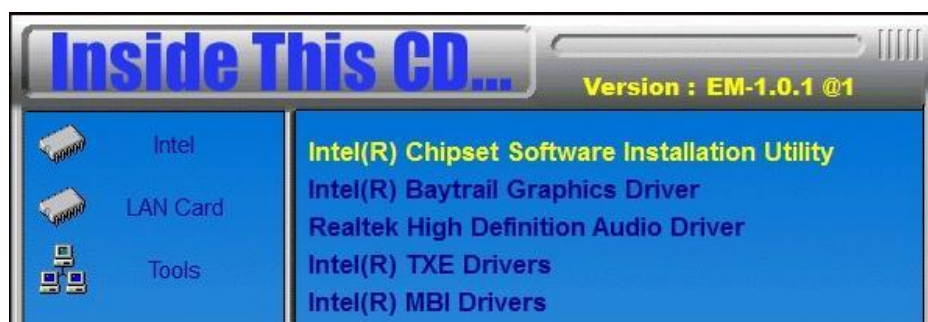 Inside This CD...
Version : EM-1.0.1 @1
Intel
LAN Card
Tools
Intel(R) Chipset Software Installation Utility
Intel(R) Baytrail Graphics Driver
Realtek High Definition Audio Driver
Intel(R) TXE Drivers
Intel(R) MBI Drivers